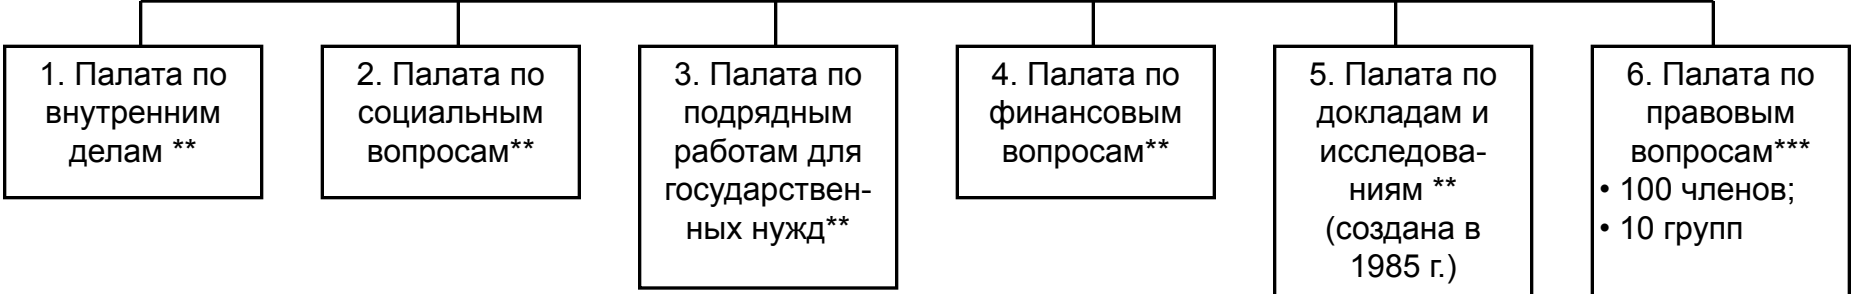 1. Палата по
внутренним
делам **
2. Палата по
социальным
вопросам**
3. Палата по
подрядным
работам для
государствен-
ных нужд**
4. Палата по
финансовым
вопросам**
5. Палата по
докладам и
исследова-
ниям **
(создана в
1985 г.)
6. Палата по
правовым
вопросам***
• 100 членов;
• 10 групп